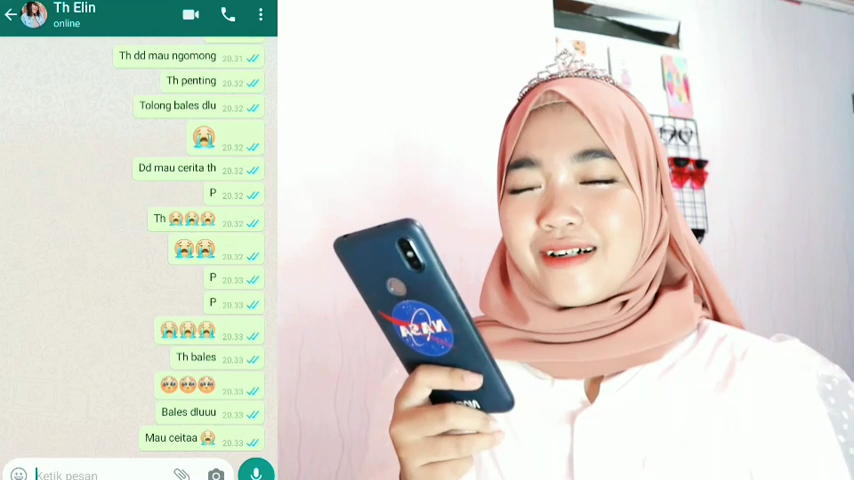 Th Elin
online
Th dd mau ngomong 20.31
Th penting 20.32
Tolong bales dlu 20.32
😭 20.32
Dd mau cerita th 20.32
P 20.32
Th 😭😭😭 20.32
😭😭 20.32
P 20.33
P 20.33
😭😭😭 20.33
Th bales 20.33
🥺🥺🥺 20.33
Bales dluuu 20.33
Mau ceitaa 😭 20.33
Ketik pesan
NASA